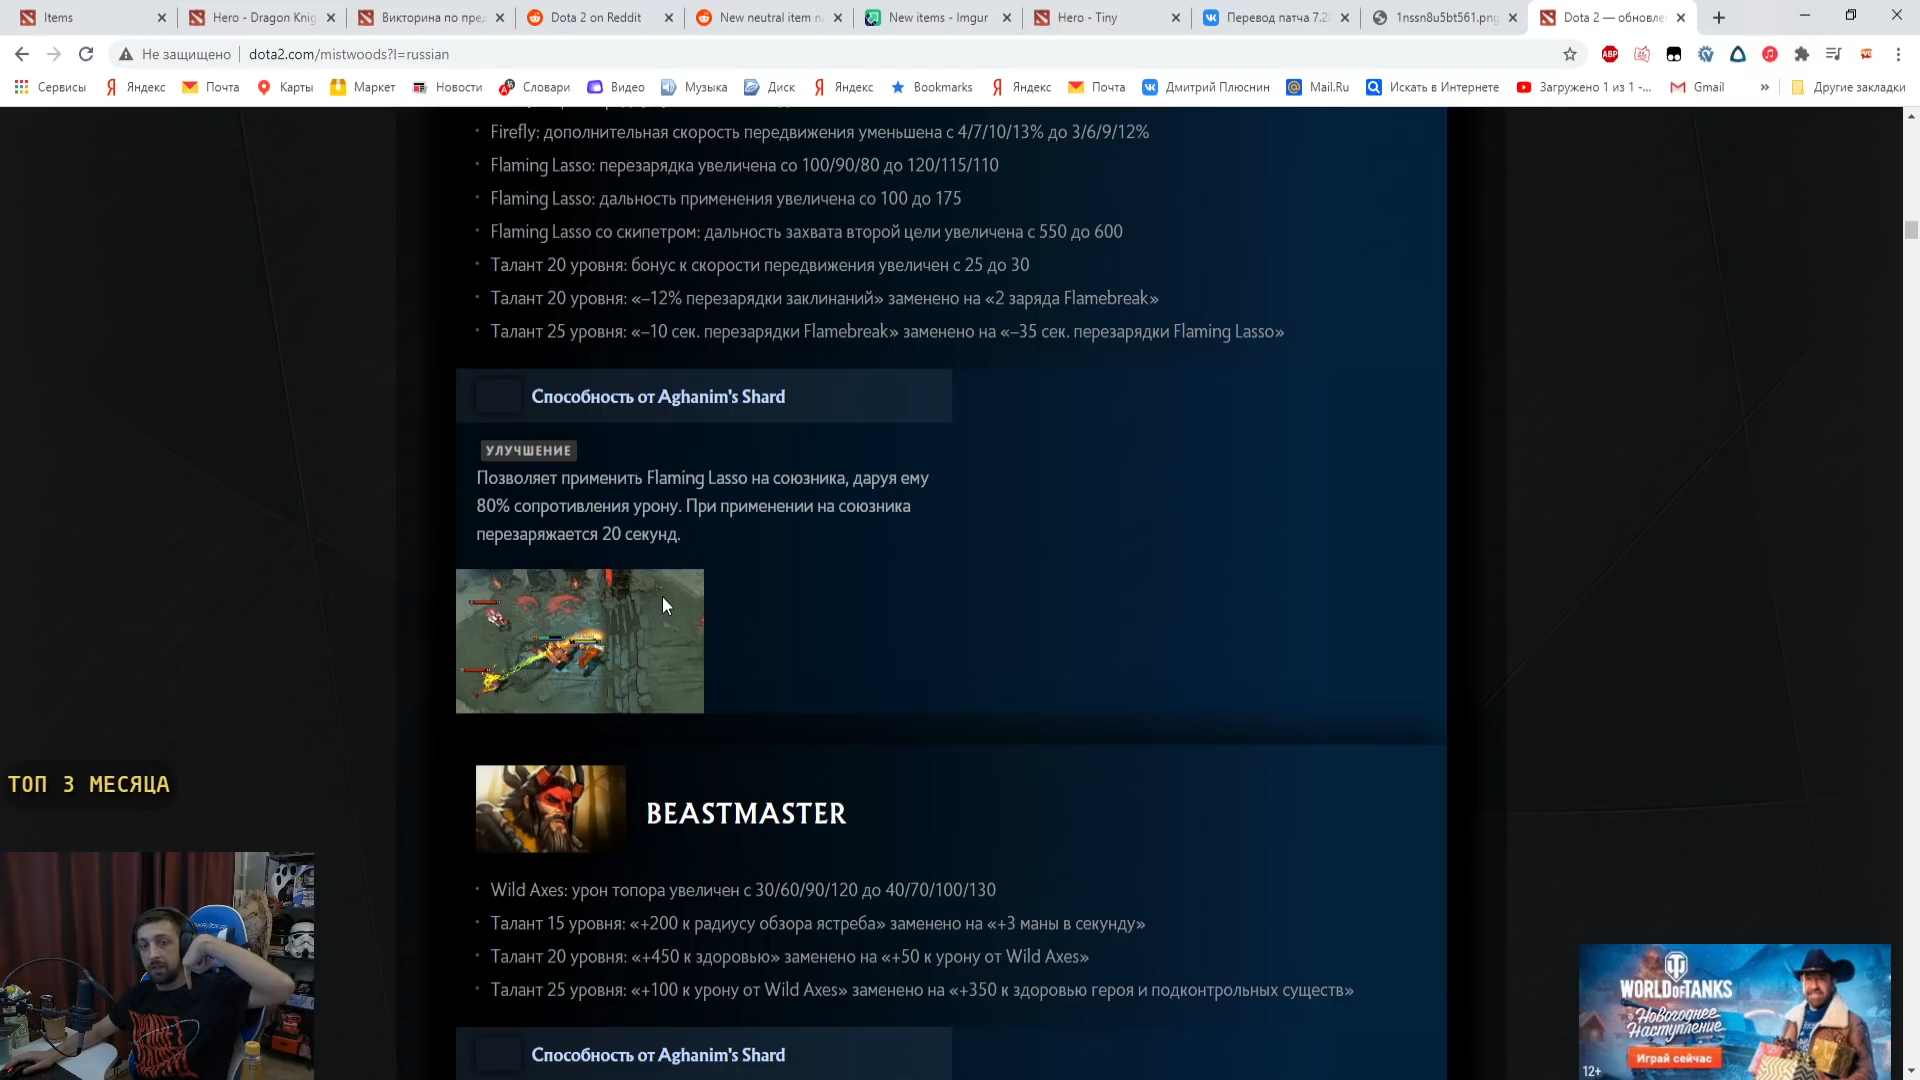 Items
Hero - Dragon Knig
Викторина по пред
Dota 2 on Reddit
New neutral item n
New items - Imgur
Hero - Tiny
Перевод патча 7.28
1nssn8u5bt561.png
Dota 2 — обновле
Не защищено
dota2.com/mistwoods?l=russian
ABP
Сервисы
Яндекс
Почта
Карты
Маркет
Новости
Словари
Видео
Музыка
Диск
Яндекс
Bookmarks
Яндекс
Почта
Дмитрий Плюснин
Mail.Ru
Искать в Интернете
Загружено 1 из 1 -...
Gmail
»
Другие закладки
Firefly: дополнительная скорость передвижения уменьшена с 4/7/10/13% до 3/6/9/12%
Flaming Lasso: перезарядка увеличена со 100/90/80 до 120/115/110
Flaming Lasso: дальность применения увеличена со 100 до 175
Flaming Lasso со скипетром: дальность захвата второй цели увеличена с 550 до 600
Талант 20 уровня: бонус к скорости передвижения увеличен с 25 до 30
Талант 20 уровня: «–12% перезарядки заклинаний» заменено на «2 заряда Flamebreak»
Талант 25 уровня: «–10 сек. перезарядки Flamebreak» заменено на «–35 сек. перезарядки Flaming Lasso»
Способность от Aghanim's Shard
УЛУЧШЕНИЕ
Позволяет применить Flaming Lasso на союзника, даруя ему
80% сопротивления урону. При применении на союзника
перезаряжается 20 секунд.
BEASTMASTER
Wild Axes: урон топора увеличен с 30/60/90/120 до 40/70/100/130
Талант 15 уровня: «+200 к радиусу обзора ястреба» заменено на «+3 маны в секунду»
Талант 20 уровня: «+450 к здоровью» заменено на «+50 к урону от Wild Axes»
Талант 25 уровня: «+100 к урону от Wild Axes» заменено на «+350 к здоровью героя и подконтрольных существ»
Способность от Aghanim's Shard
ТОП 3 МЕСЯЦА
WORLD OF TANKS
Новогоднее
Наступление
Играй сейчас
12+